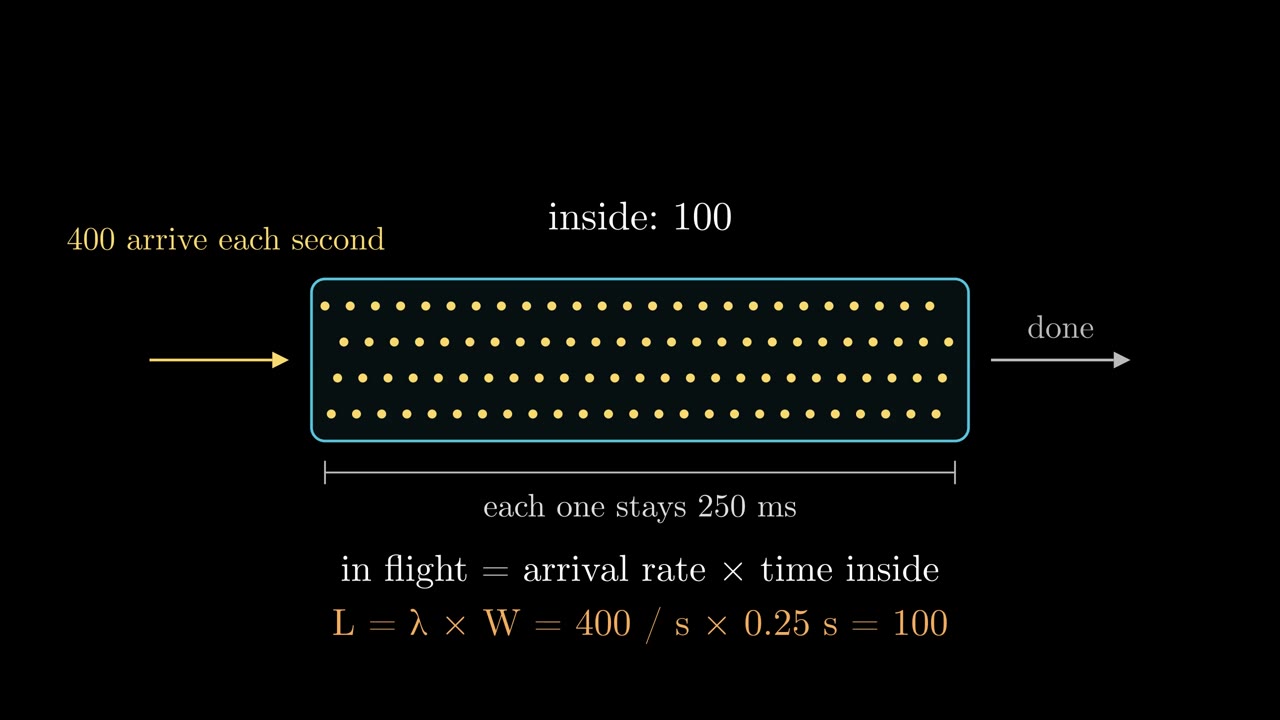 inside: 100
400 arrive each second
done
each one stays 250 ms
in flight = arrival rate × time inside
L = λ × W = 400 / s × 0.25 s = 100